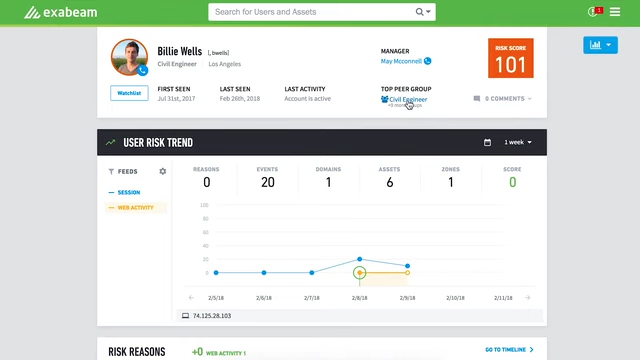 exabeam
Search for Users and Assets
1
Billie Wells [, bwells]
Civil Engineer Los Angeles
MANAGER
May Mcconnell
RISK SCORE
101
Watchlist
FIRST SEEN
Jul 31st, 2017
LAST SEEN
Feb 26th, 2018
LAST ACTIVITY
Account is active
TOP PEER GROUP
Civil Engineer
+9 more groups
0 COMMENTS
USER RISK TREND
1 week
FEEDS
SESSION
WEB ACTIVITY
REASONS EVENTS DOMAINS ASSETS ZONES SCORE
0 20 1 6 1 0
100
80
60
40
20
0
2/5/18 2/6/18 2/7/18 2/8/18 2/9/18 2/10/18 2/11/18
74.125.28.103
RISK REASONS +0 WEB ACTIVITY 1 GO TO TIMELINE